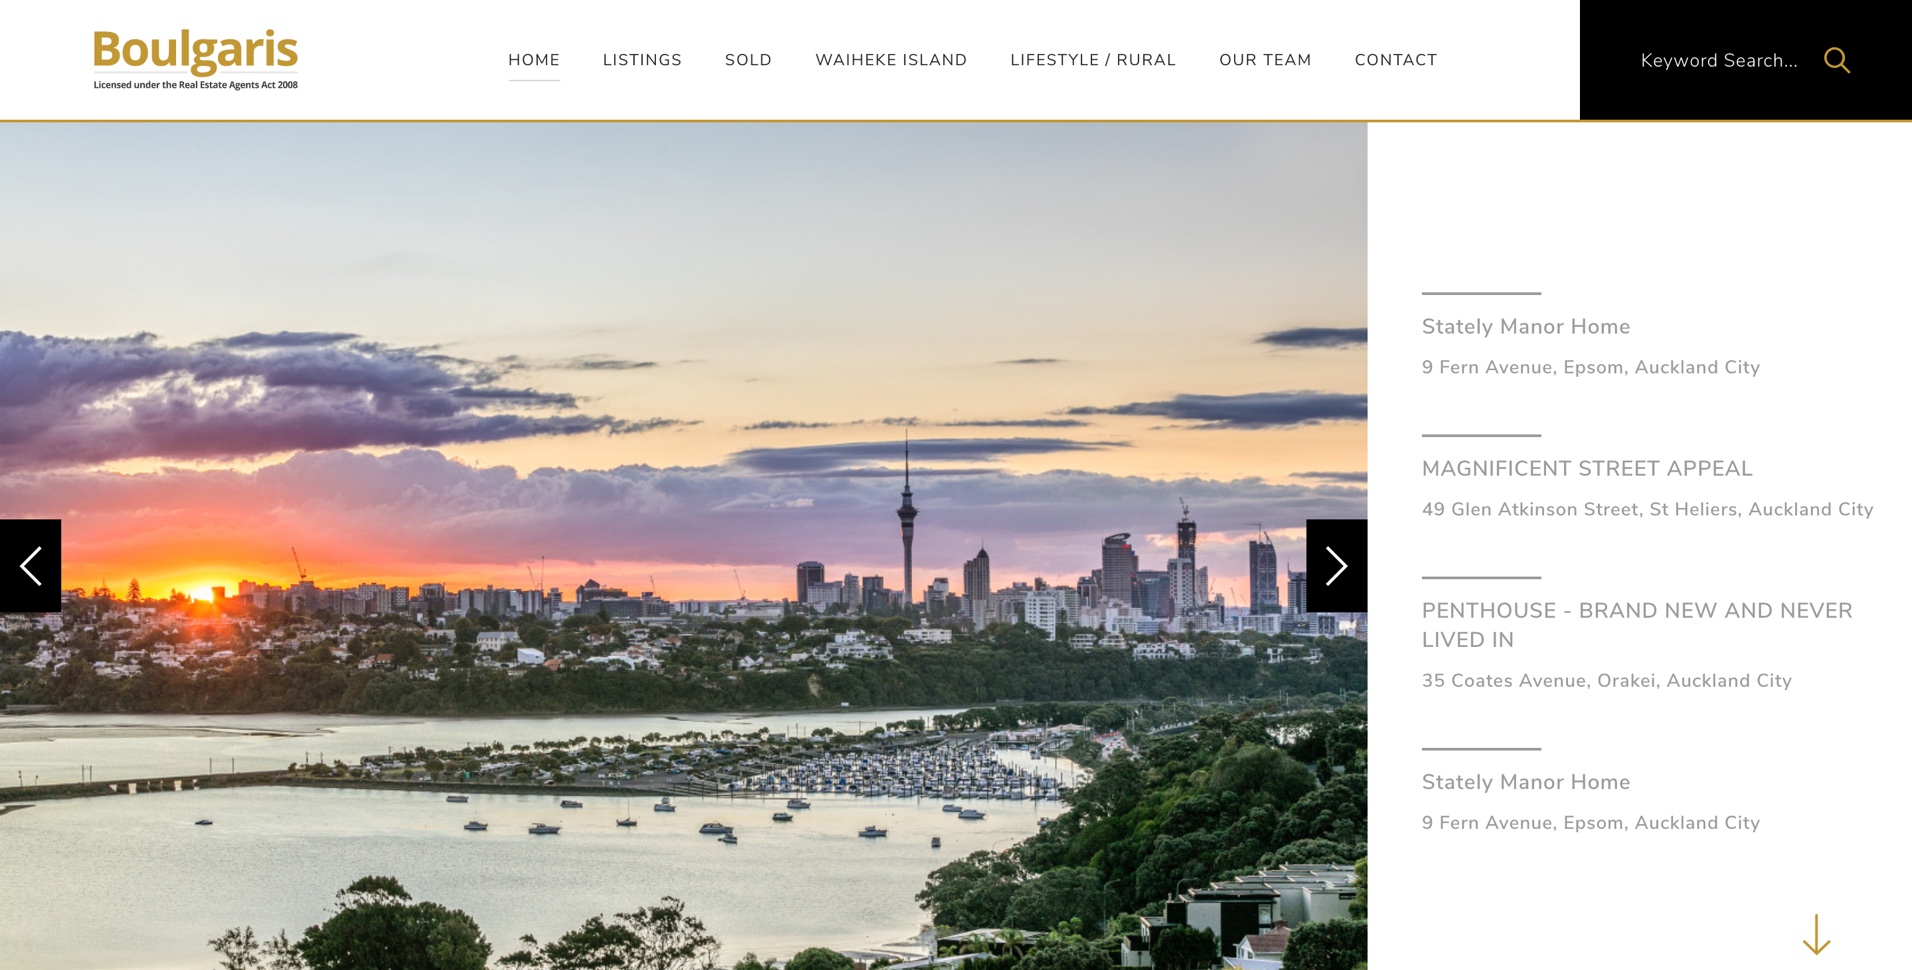 Boulgaris
Licensed under the Real Estate Agents Act 2008
HOME
LISTINGS
SOLD
WAIHEKE ISLAND
LIFESTYLE / RURAL
OUR TEAM
CONTACT
Keyword Search...
Stately Manor Home
9 Fern Avenue, Epsom, Auckland City
MAGNIFICENT STREET APPEAL
49 Glen Atkinson Street, St Heliers, Auckland City
PENTHOUSE - BRAND NEW AND NEVER
LIVED IN
35 Coates Avenue, Orakei, Auckland City
Stately Manor Home
9 Fern Avenue, Epsom, Auckland City